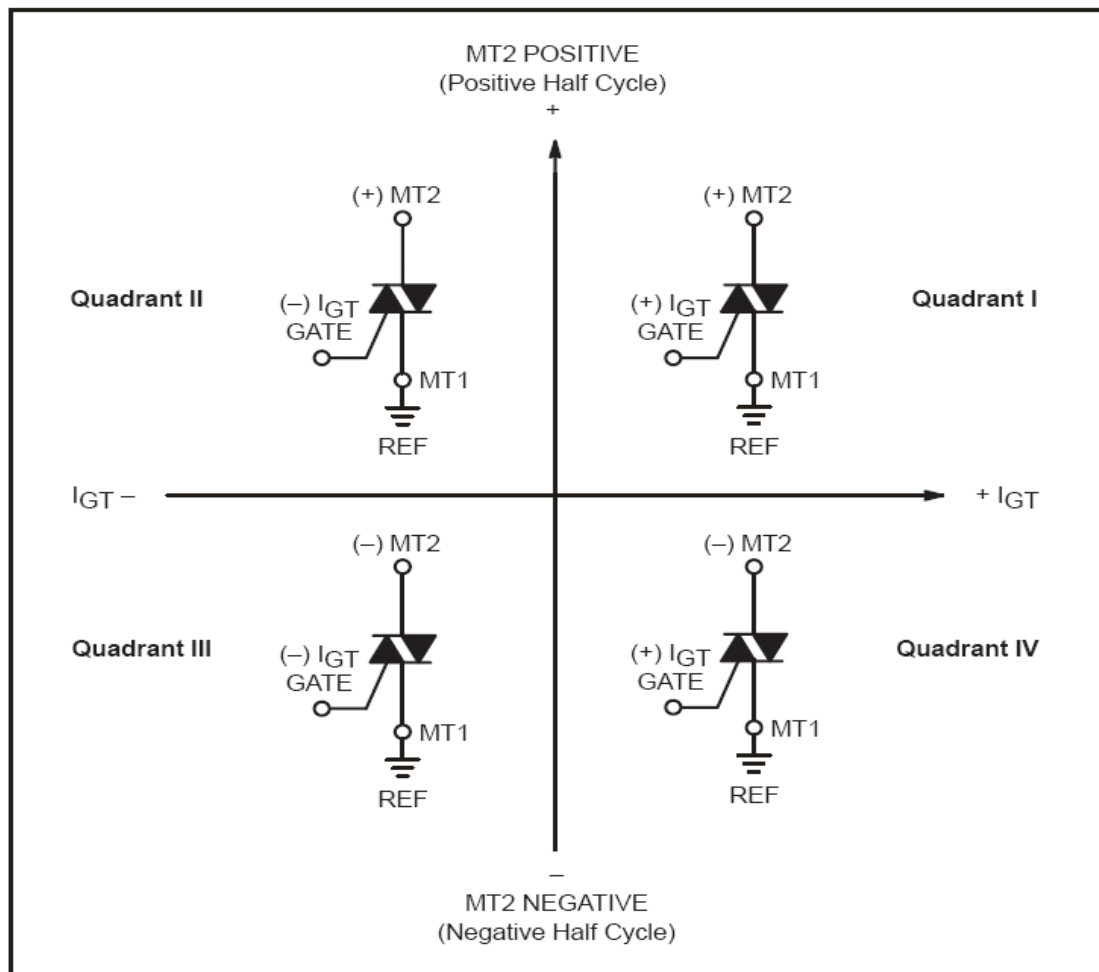 MT2 POSITIVE
(Positive Half Cycle)
+
(+) MT2
(+) MT2
Quadrant II
(–) IGT
GATE
(+) IGT
GATE
Quadrant I
MT1
MT1
REF
REF
IGT –
+ IGT
(–) MT2
(–) MT2
Quadrant III
(–) IGT
GATE
(+) IGT
GATE
Quadrant IV
MT1
MT1
REF
REF
–
MT2 NEGATIVE
(Negative Half Cycle)